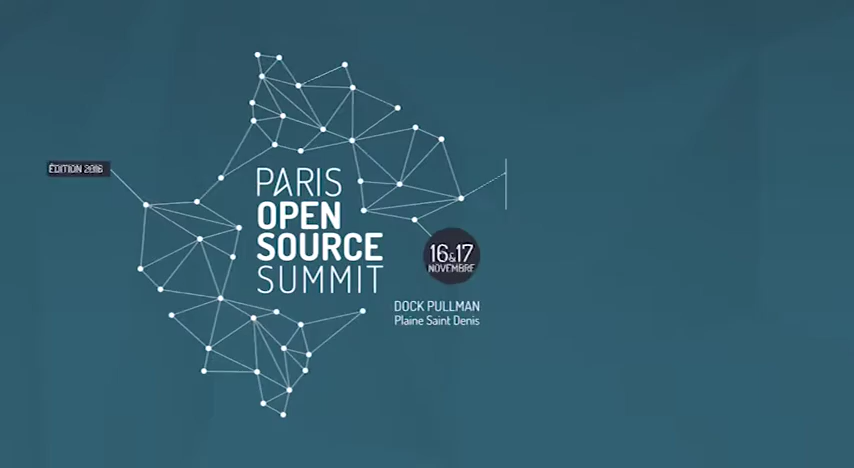 ÉDITION 2016
PARIS
OPEN
SOURCE
SUMMIT
16&17
NOVEMBRE
DOCK PULLMAN
Plaine Saint Denis